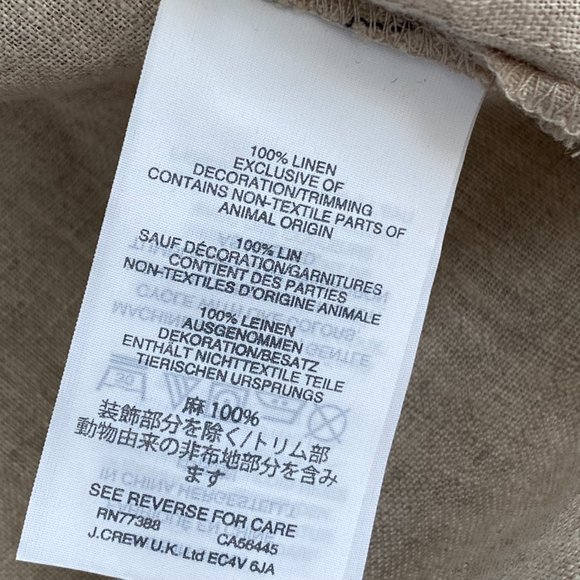 100% LINEN
EXCLUSIVE OF
DECORATION/TRIMMING
CONTAINS NON-TEXTILE PARTS OF
ANIMAL ORIGIN
100% LIN
SAUF DÉCORATION/GARNITURES
CONTIENT DES PARTIES
NON-TEXTILES D'ORIGINE ANIMALE
100% LEINEN
AUSGENOMMEN
DEKORATION/BESATZ
ENTHÄLT NICHTTEXTILE TEILE
TIERISCHEN URSPRUNGS
麻100%
装飾部分を除く/トリム部
動物由来の非布地部分を含み
ます
SEE REVERSE FOR CARE
RN77388 CA56445
J.CREW U.K. Ltd EC4V 6JA